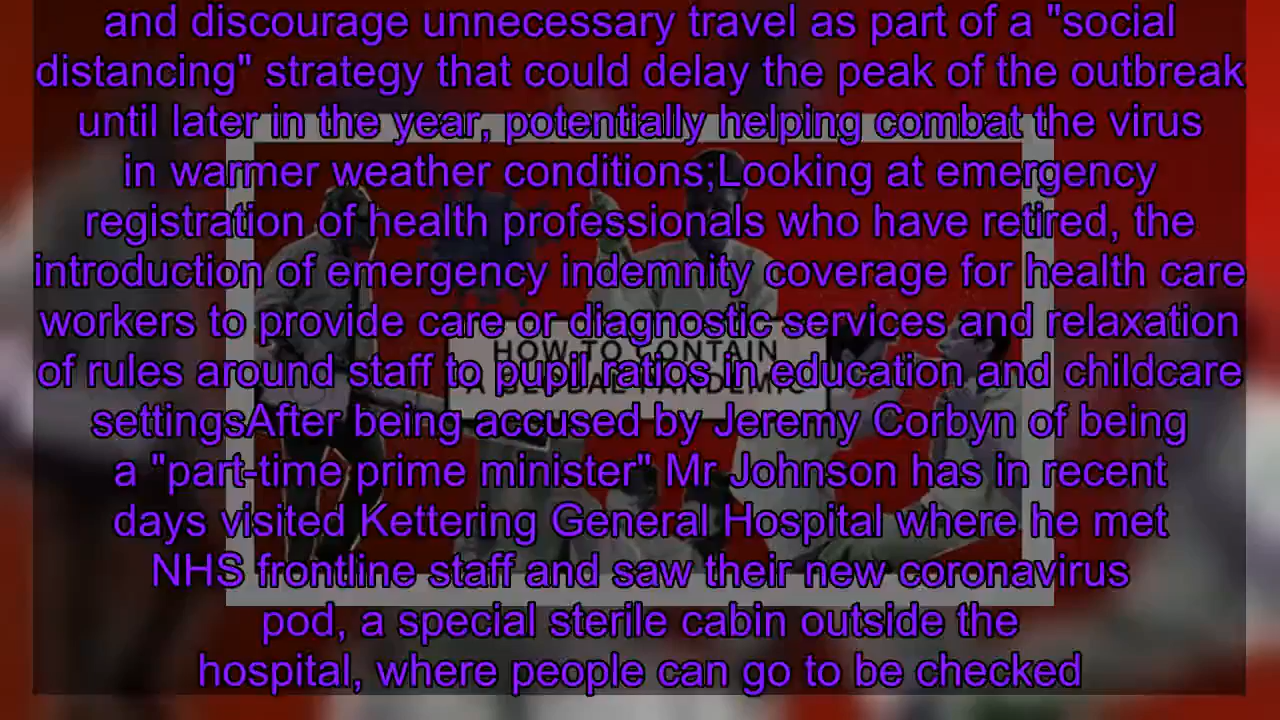 and discourage unnecessary travel as part of a "social
distancing" strategy that could delay the peak of the outbreak
until later in the year, potentially helping combat the virus
in warmer weather conditions;Looking at emergency
registration of health professionals who have retired, the
introduction of emergency indemnity coverage for health care
workers to provide care or diagnostic services and relaxation
HOW TO CONTAIN
of rules around staff to pupil ratios in education and childcare
A GLOBAL PANDEMIC
settingsAfter being accused by Jeremy Corbyn of being
a "part-time prime minister" Mr Johnson has in recent
days visited Kettering General Hospital where he met
NHS frontline staff and saw their new coronavirus
pod, a special sterile cabin outside the
hospital, where people can go to be checked